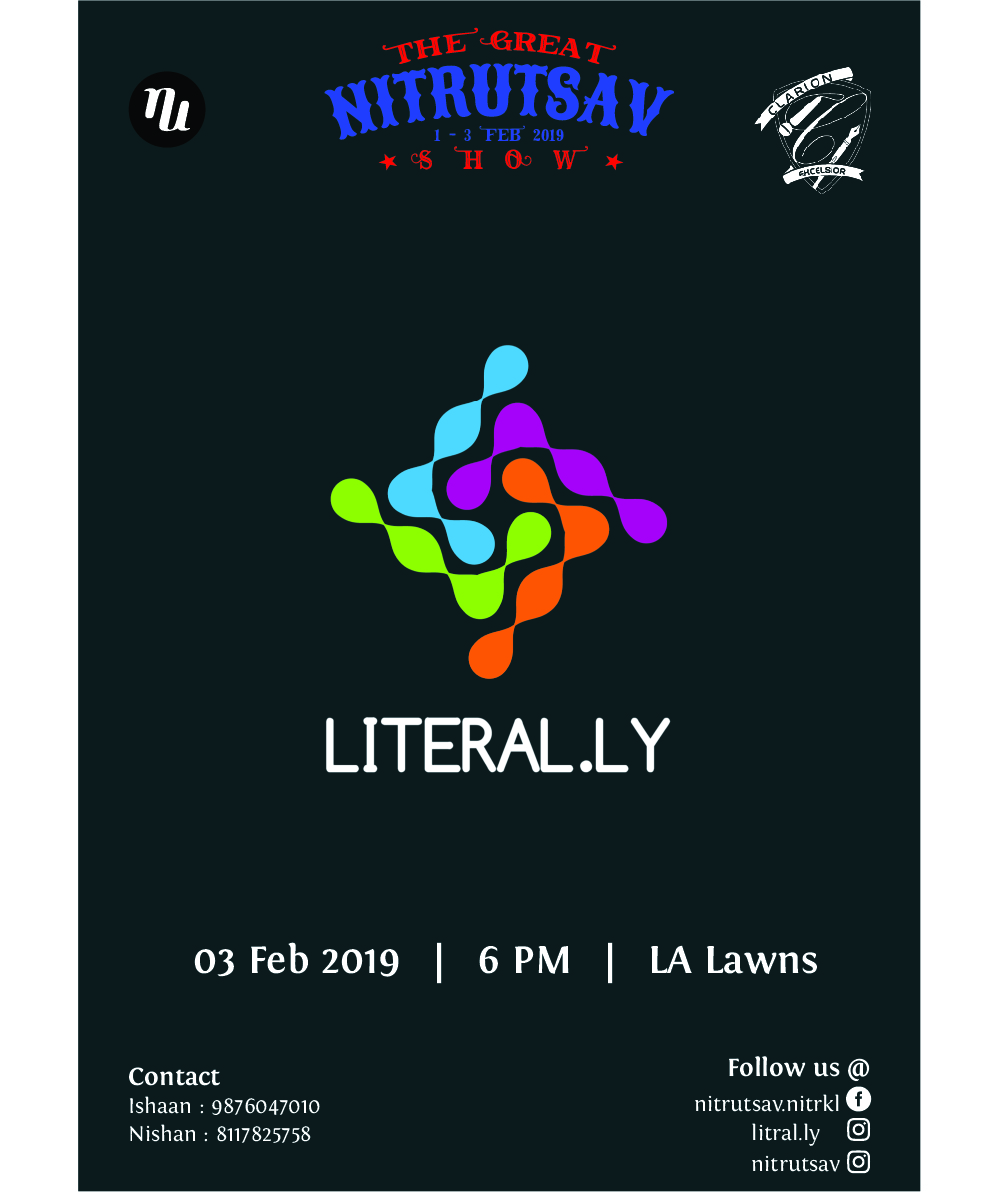 nu
THE GREAT
NITRUTSAV
1 - 3 FEB 2019
SHOW
CLARION
EXCELSIOR
LITERAL.LY
03 Feb 2019 | 6 PM | LA Lawns
Contact
Ishaan : 9876047010
Nishan : 8117825758
Follow us @
nitrutsav.nitrkl
litral.ly
nitrutsav